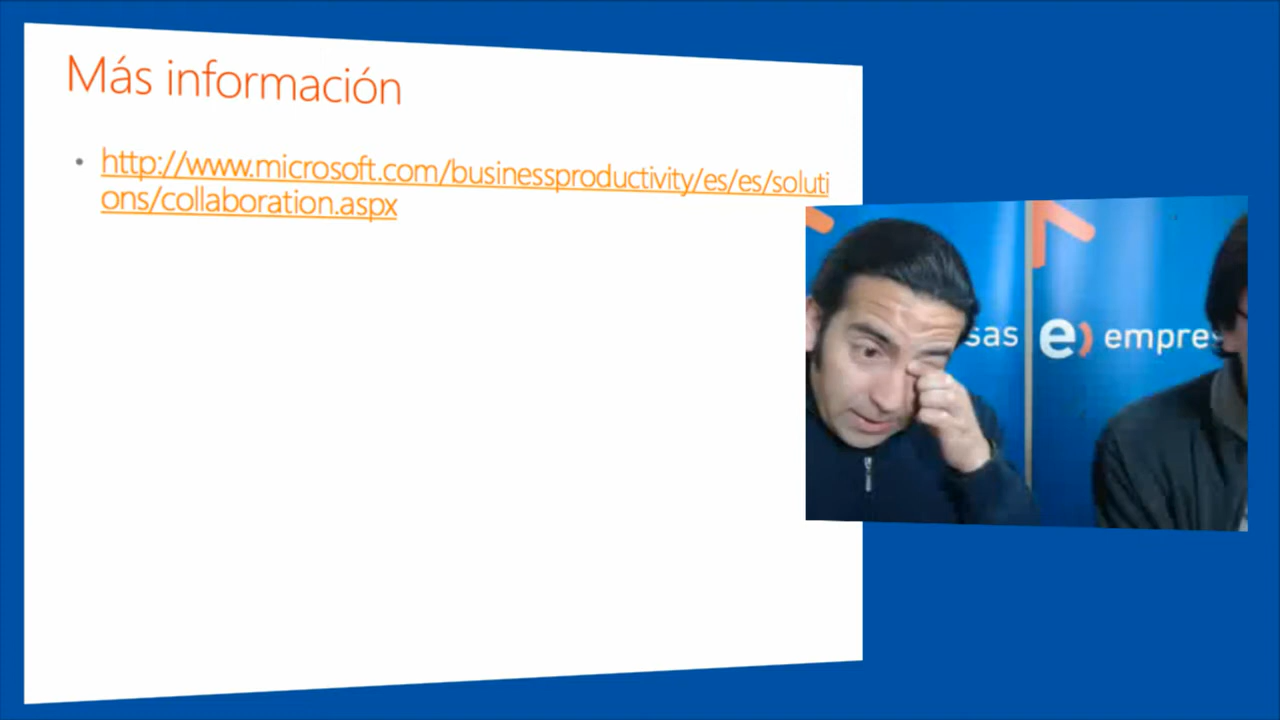 Más información
• http://www.microsoft.com/businessproductivity/es/es/soluti
ons/collaboration.aspx
sas
e) empres